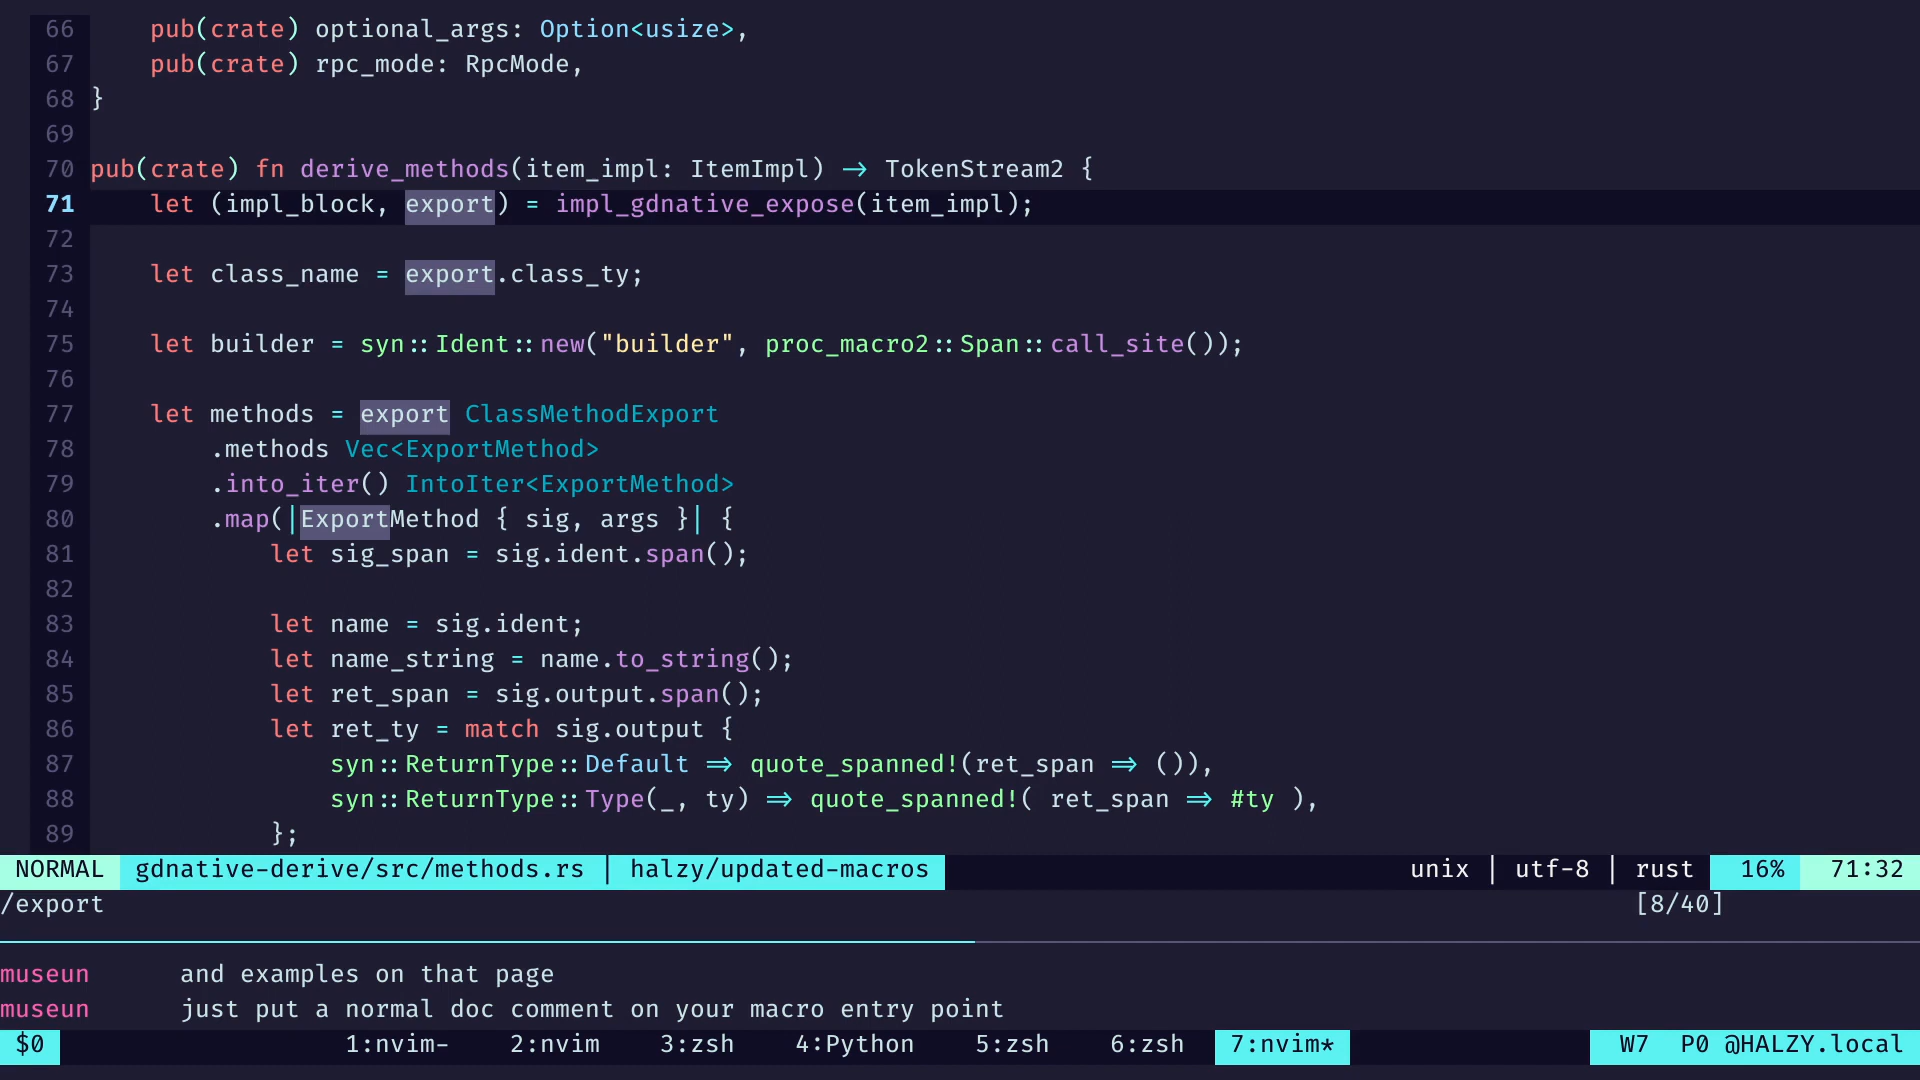 66     pub(crate) optional_args: Option<usize>,
67     pub(crate) rpc_mode: RpcMode,
68 }
69
70 pub(crate) fn derive_methods(item_impl: ItemImpl) -> TokenStream2 {
71     let (impl_block, export) = impl_gdnative_expose(item_impl);
72
73     let class_name = export.class_ty;
74
75     let builder = syn::Ident::new("builder", proc_macro2::Span::call_site());
76
77     let methods = export ClassMethodExport
78         .methods Vec<ExportMethod>
79         .into_iter() IntoIter<ExportMethod>
80         .map(|ExportMethod { sig, args }| {
81             let sig_span = sig.ident.span();
82
83             let name = sig.ident;
84             let name_string = name.to_string();
85             let ret_span = sig.output.span();
86             let ret_ty = match sig.output {
87                 syn::ReturnType::Default => quote_spanned!(ret_span => ()),
88                 syn::ReturnType::Type(_, ty) => quote_spanned!( ret_span => #ty ),
89             };
NORMAL gdnative-derive/src/methods.rs | halzy/updated-macros unix | utf-8 | rust 16% 71:32
/export [8/40]
museun and examples on that page
museun just put a normal doc comment on your macro entry point
$0 1:nvim- 2:nvim 3:zsh 4:Python 5:zsh 6:zsh 7:nvim* W7 P0 @HALZY.local